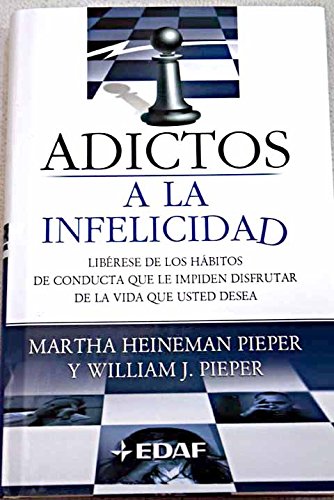 ADICTOS
A LA
INFELICIDAD
LIBÉRESE DE LOS HÁBITOS
DE CONDUCTA QUE LE IMPIDEN DISFRUTAR
DE LA VIDA QUE USTED DESEA
MARTHA HEINEMAN PIEPER
Y WILLIAM J. PIEPER
EDAF